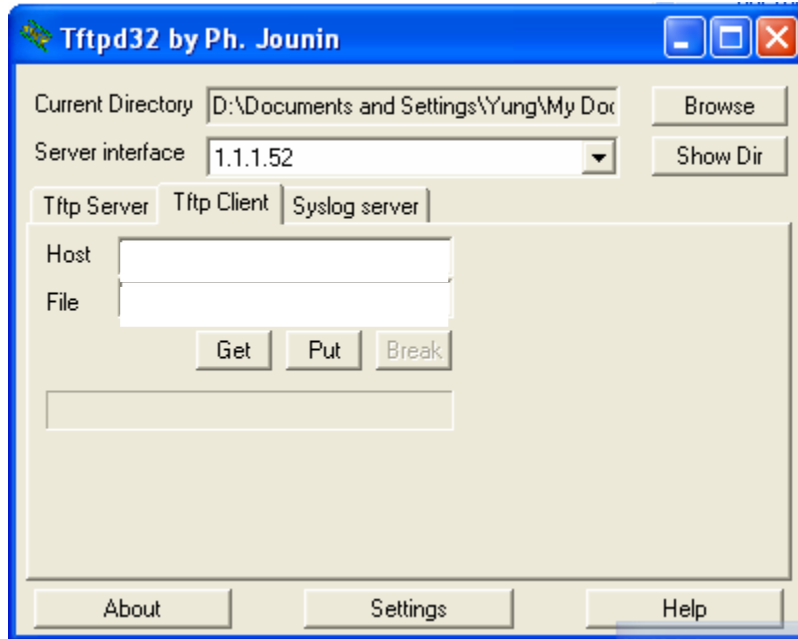 Tftpd32 by Ph. Jounin
Current Directory D:\Documents and Settings\Yung\My Doc Browse
Server interface 1.1.1.52 Show Dir
Tftp Server Tftp Client Syslog server
Host
File
Get Put Break
About Settings Help